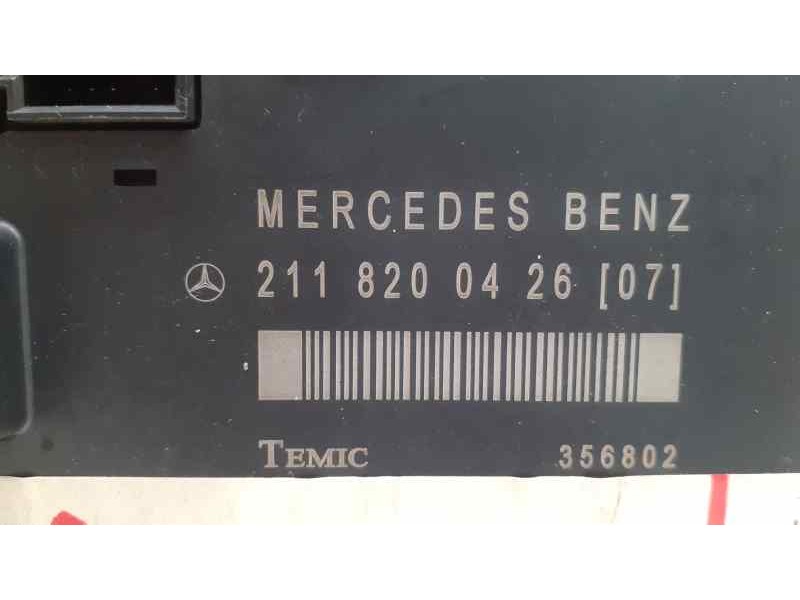 MERCEDES BENZ
211 820 04 26 [07]
TEMIC
356802